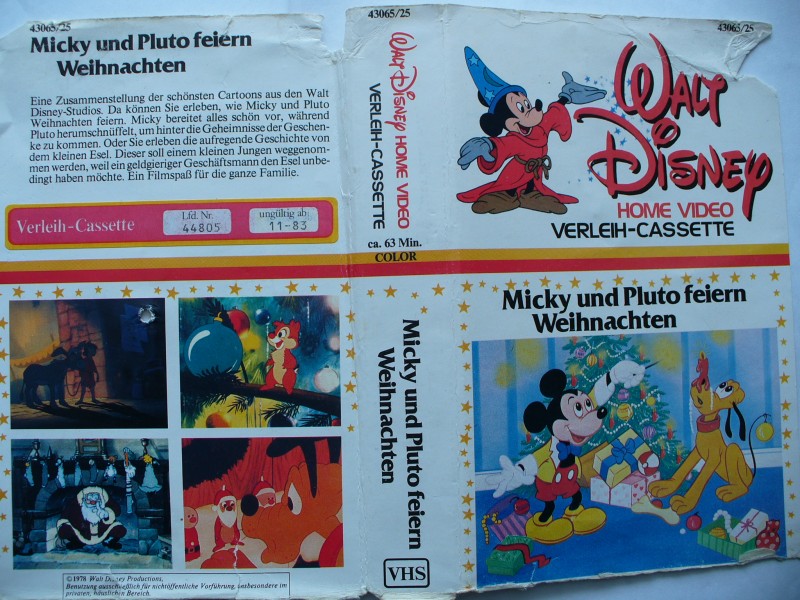 43065/25
Micky und Pluto feiern
Weihnachten
Eine Zusammenstellung der schönsten Cartoons aus den Walt
Disney-Studios. Da können Sie erleben, wie Micky und Pluto
Weihnachten feiern. Micky bereitet alles schön vor, während
Pluto herumschnüffelt, um hinter die Geheimnisse der Geschen-
ke zu kommen. Oder Sie erleben die aufregende Geschichte von
dem kleinen Esel. Dieser soll einem kleinen Jungen weggenom-
men werden, weil ein geldgieriger Geschäftsmann den Esel unbe-
dingt haben möchte. Ein Filmspaß für die ganze Familie.
Verleih-Cassette
Lfd. Nr.
44805
ungültig ab:
11-83
©1978 Walt Disney Productions.
Benutzung ausschließlich für nichtöffentliche Vorführung, insbesondere im
privaten, häuslichen Bereich.
43065/25
WALT DISNEY HOME VIDEO
VERLEIH-CASSETTE
ca. 63 Min.
COLOR
Micky und Pluto feiern
Weihnachten
VHS
43065/25
WALT
DISNEY
HOME VIDEO
VERLEIH-CASSETTE
Micky und Pluto feiern
Weihnachten